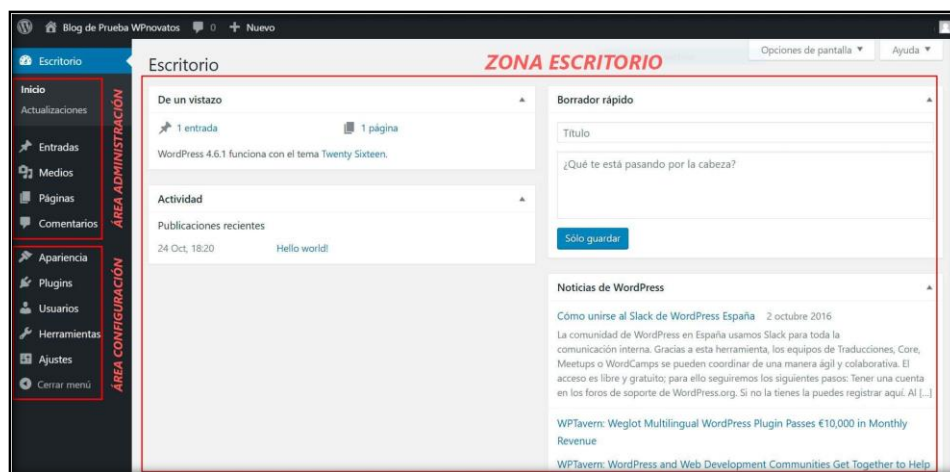 Blog de Prueba WPnovatos 0 + Nuevo
Opciones de pantalla Ayuda
Escritorio
Inicio
Actualizaciones
Entradas
Medios
Páginas
Comentarios
ÁREA ADMINISTRACIÓN
Apariencia
Plugins
Usuarios
Herramientas
Ajustes
Cerrar menú
ÁREA CONFIGURACIÓN
Escritorio
ZONA ESCRITORIO
De un vistazo
1 entrada 1 página
WordPress 4.6.1 funciona con el tema Twenty Sixteen.
Actividad
Publicaciones recientes
24 Oct, 18:20 Hello world!
Borrador rápido
Título
¿Qué te está pasando por la cabeza?
Sólo guardar
Noticias de WordPress
Cómo unirse al Slack de WordPress España 2 octubre 2016
La comunidad de WordPress en España usamos Slack para toda la
comunicación interna. Gracias a esta herramienta, los equipos de Traducciones, Core,
Meetups o WordCamps se pueden coordinar de una manera ágil y colaborativa. El
acceso es libre y gratuito; para ello seguiremos los siguientes pasos: Tener una cuenta
en los foros de soporte de WordPress.org. Si no la tienes la puedes registrar aquí. Al [...]
WPTavern: Weglot Multilingual WordPress Plugin Passes €10,000 in Monthly
Revenue
WPTavern: WordPress and Web Development Communities Get Together to Help